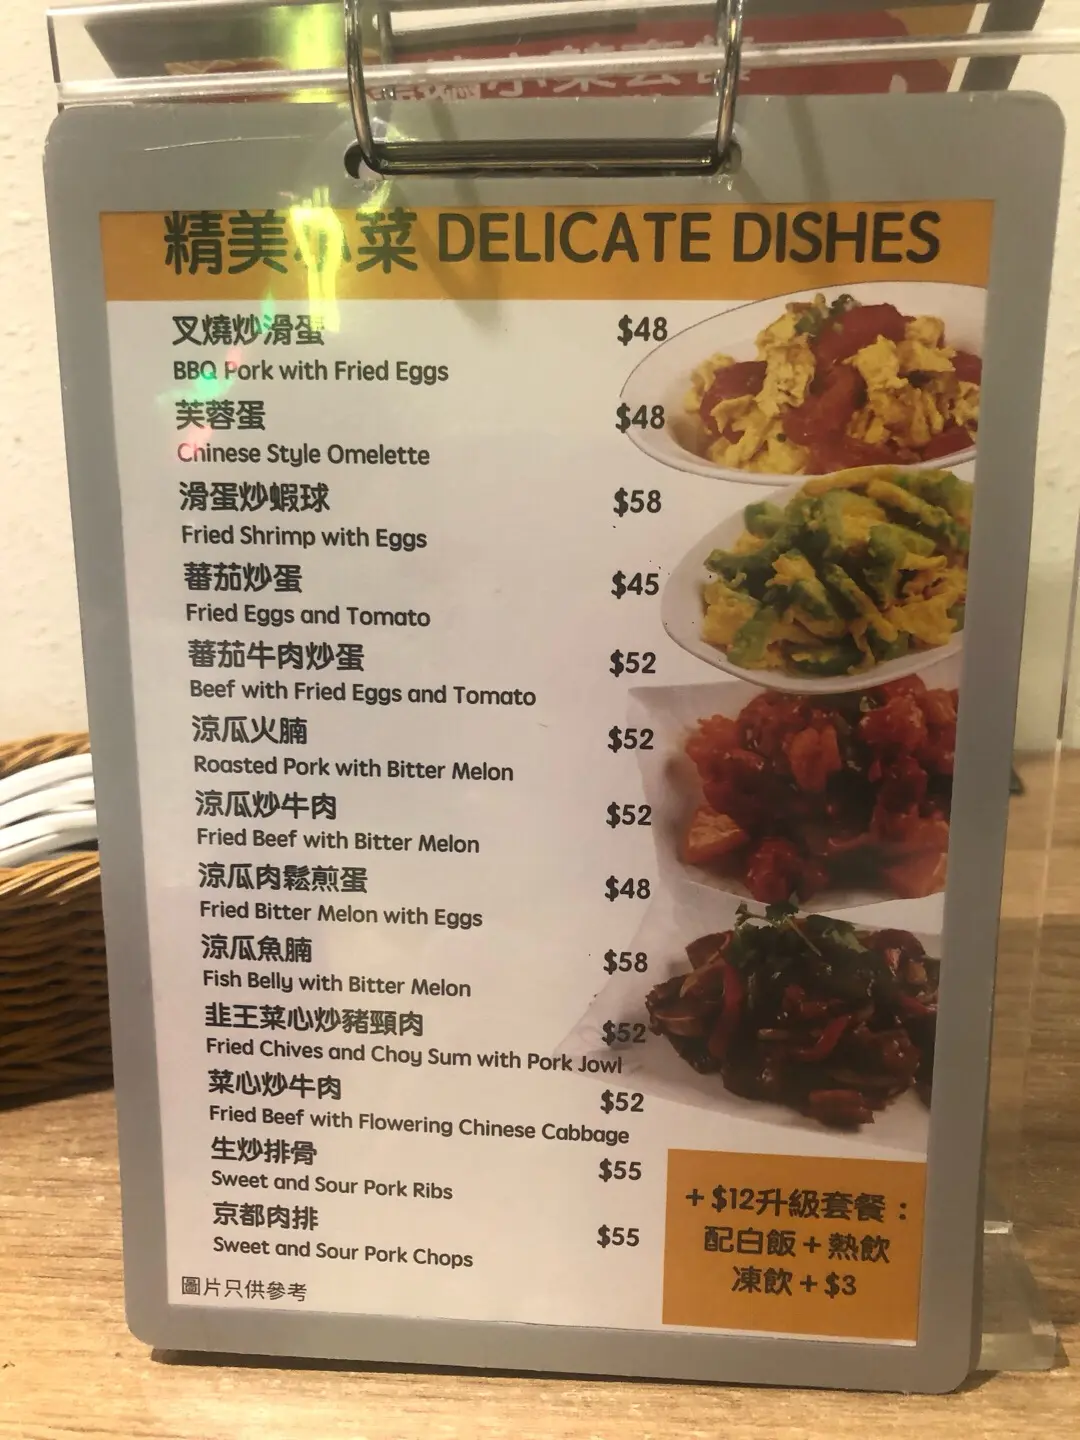 小菜套餐
精美小菜 DELICATE DISHES
叉燒炒滑蛋 $48
BBQ Pork with Fried Eggs
芙蓉蛋 $48
Chinese Style Omelette
滑蛋炒蝦球 $58
Fried Shrimp with Eggs
蕃茄炒蛋 $45
Fried Eggs and Tomato
蕃茄牛肉炒蛋 $52
Beef with Fried Eggs and Tomato
涼瓜火腩 $52
Roasted Pork with Bitter Melon
涼瓜炒牛肉 $52
Fried Beef with Bitter Melon
涼瓜肉鬆煎蛋 $48
Fried Bitter Melon with Eggs
涼瓜魚腩 $58
Fish Belly with Bitter Melon
韭王菜心炒豬頸肉 $52
Fried Chives and Choy Sum with Pork Jowl
菜心炒牛肉 $52
Fried Beef with Flowering Chinese Cabbage
生炒排骨 $55
Sweet and Sour Pork Ribs
京都肉排 $55
Sweet and Sour Pork Chops
圖片只供參考
+ $12升級套餐：
配白飯 + 熱飲
凍飲 + $3